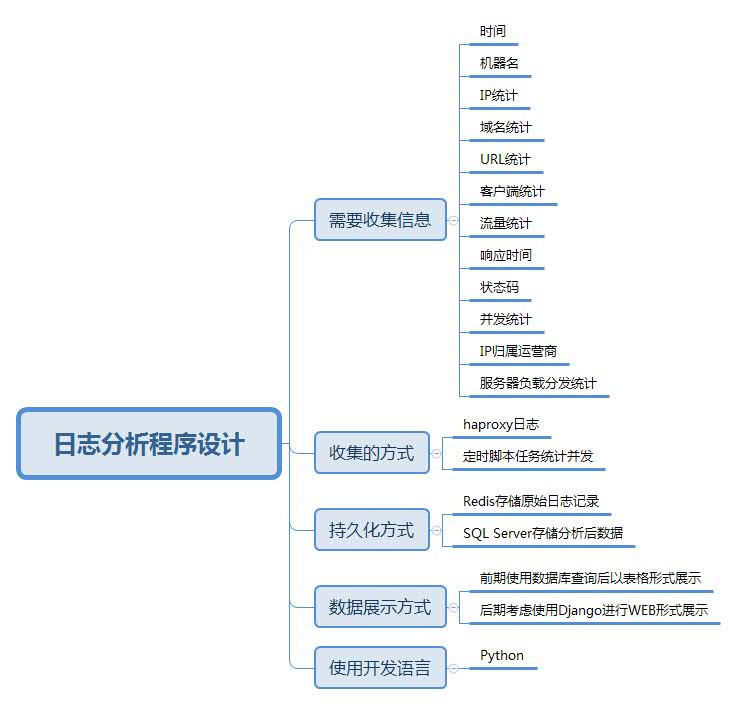 日志分析程序设计
需要收集信息
时间
机器名
IP统计
域名统计
URL统计
客户端统计
流量统计
响应时间
状态码
并发统计
IP归属运营商
服务器负载分发统计
收集的方式
haproxy日志
定时脚本任务统计并发
持久化方式
Redis存储原始日志记录
SQL Server存储分析后数据
数据展示方式
前期使用数据库查询后以表格形式展示
后期考虑使用Django进行WEB形式展示
使用开发语言
Python